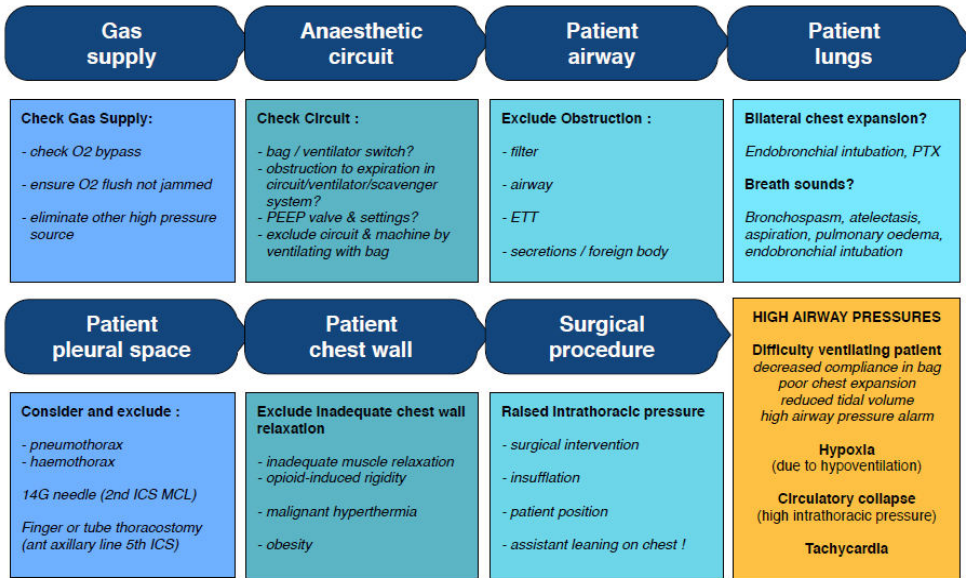 Gas
supply
Anaesthetic
circuit
Patient
airway
Patient
lungs
Check Gas Supply:
- check O2 bypass
- ensure O2 flush not jammed
- eliminate other high pressure
source
Check Circuit :
- bag / ventilator switch?
- obstruction to expiration in
circuit/ventilator/scavenger
system?
- PEEP valve & settings?
- exclude circuit & machine by
ventilating with bag
Exclude Obstruction :
- filter
- airway
- ETT
- secretions / foreign body
Bilateral chest expansion?
Endobronchial intubation, PTX
Breath sounds?
Bronchospasm, atelectasis,
aspiration, pulmonary oedema,
endobronchial intubation
Patient
pleural space
Patient
chest wall
Surgical
procedure
Consider and exclude :
- pneumothorax
- haemothorax
14G needle (2nd ICS MCL)
Finger or tube thoracostomy
(ant axillary line 5th ICS)
Exclude inadequate chest wall
relaxation
- inadequate muscle relaxation
- opioid-induced rigidity
- malignant hyperthermia
- obesity
Raised intrathoracic pressure
- surgical intervention
- insufflation
- patient position
- assistant leaning on chest !
HIGH AIRWAY PRESSURES
Difficulty ventilating patient
decreased compliance in bag
poor chest expansion
reduced tidal volume
high airway pressure alarm
Hypoxia
(due to hypoventilation)
Circulatory collapse
(high intrathoracic pressure)
Tachycardia